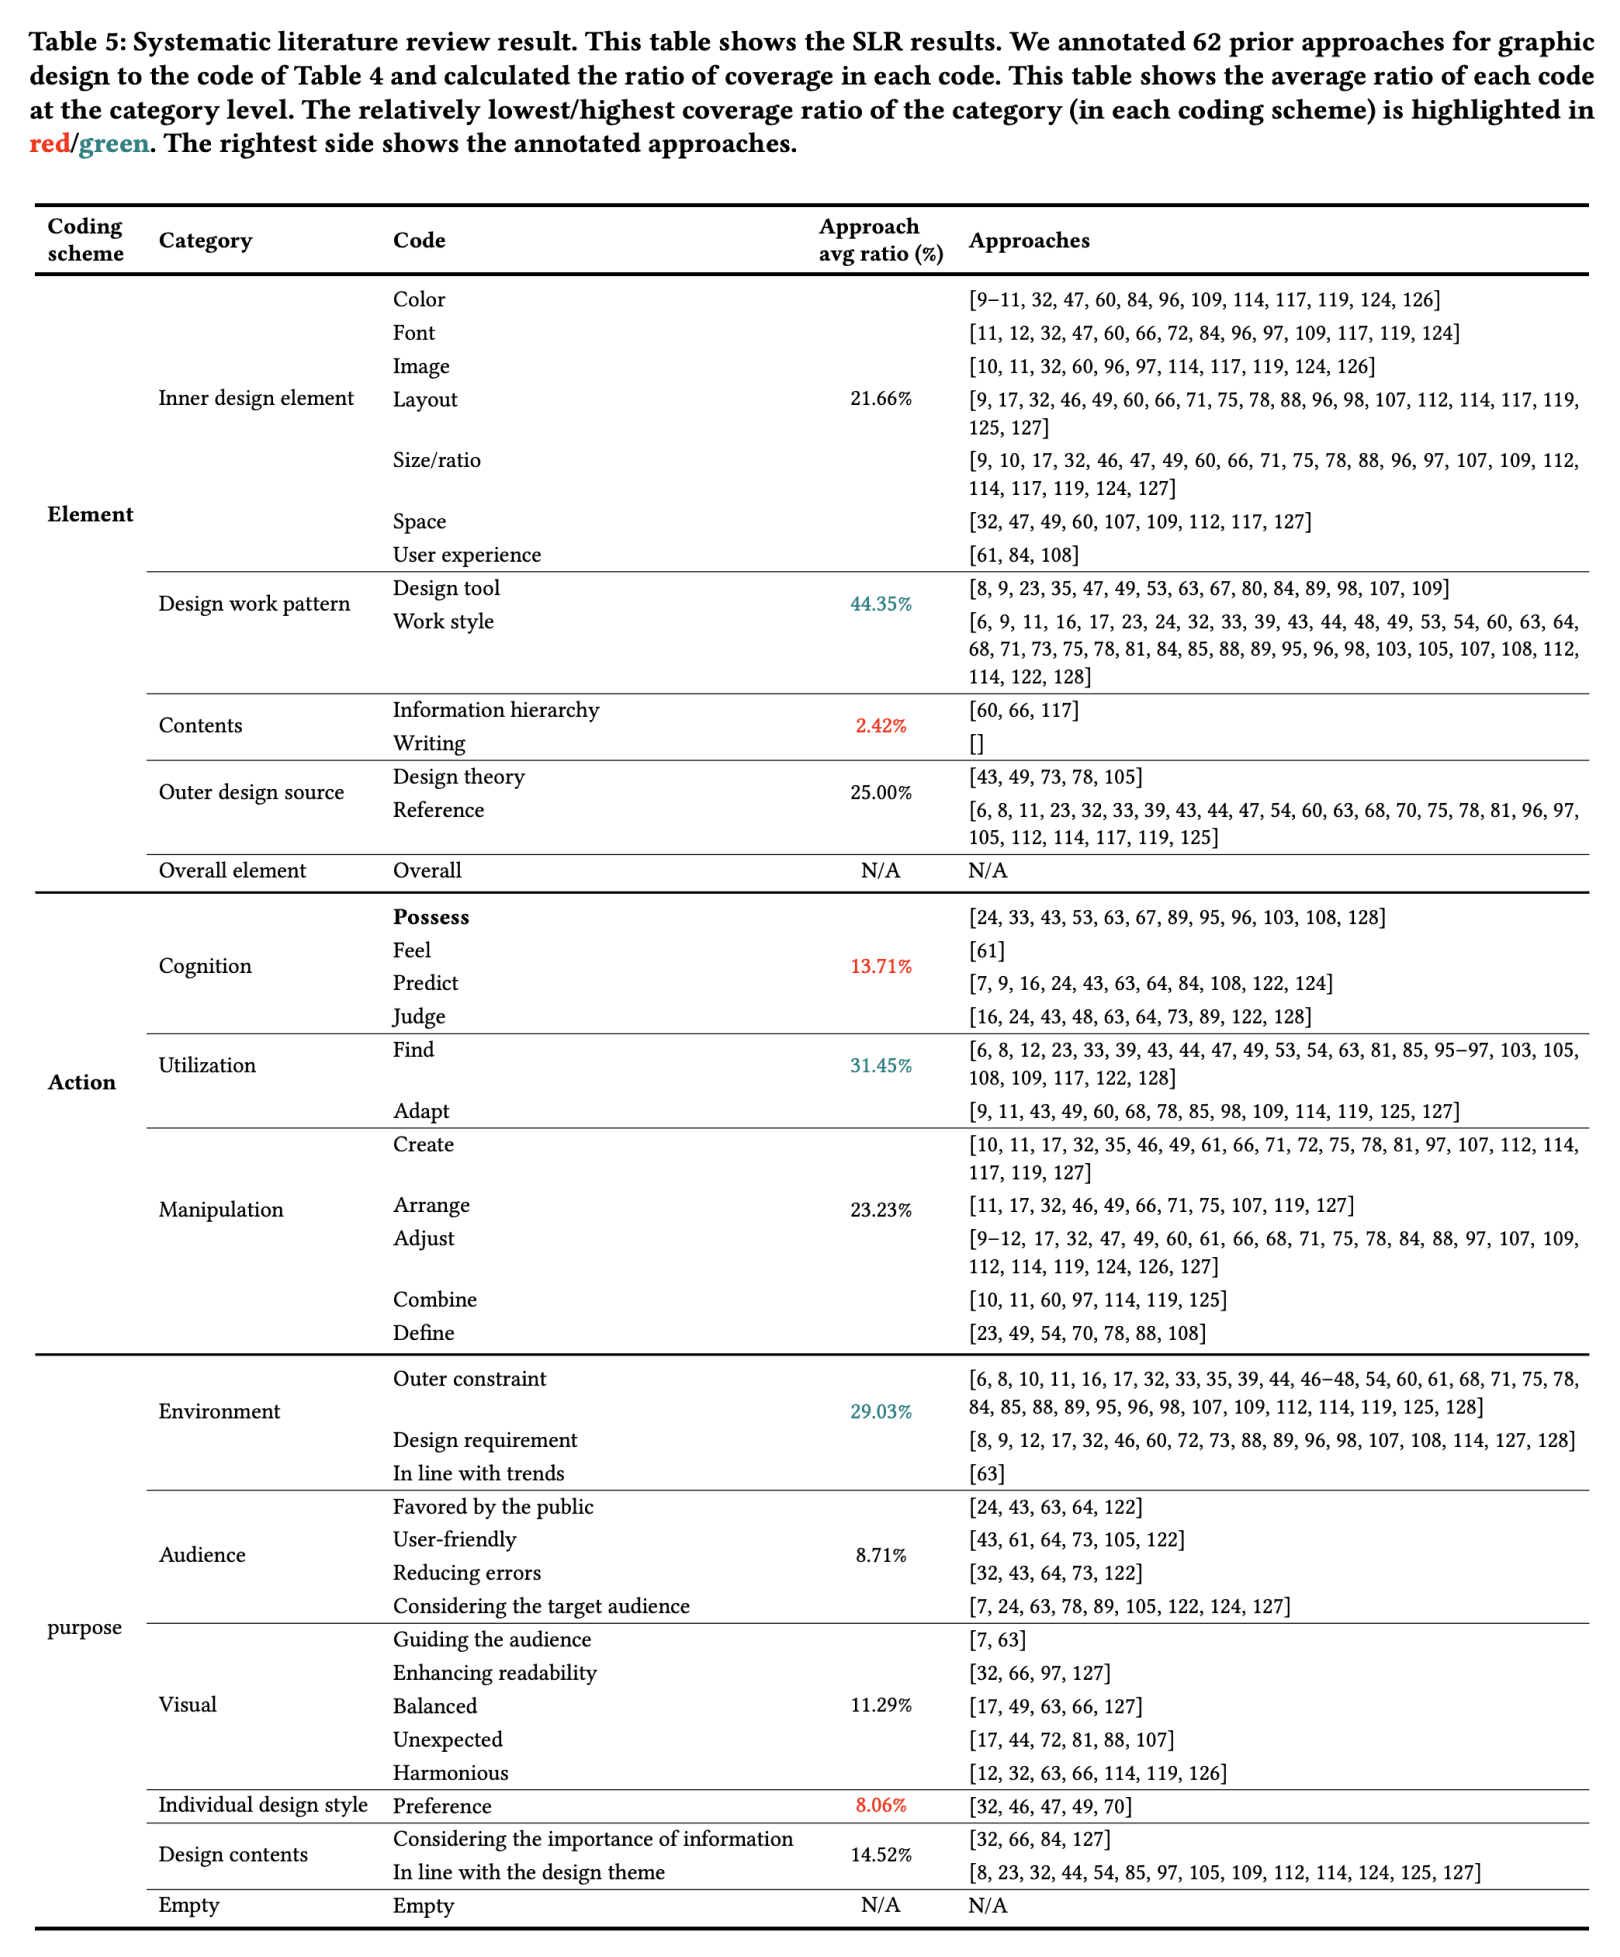 Table 5: Systematic literature review result. This table shows the SLR results. We annotated 62 prior approaches for graphic
design to the code of Table 4 and calculated the ratio of coverage in each code. This table shows the average ratio of each code
at the category level. The relatively lowest/highest coverage ratio of the category (in each coding scheme) is highlighted in
red/green. The rightest side shows the annotated approaches.
Coding scheme Category Code Approach avg ratio (%) Approaches
Color [9–11, 32, 47, 60, 84, 96, 109, 114, 117, 119, 124, 126]
Font [11, 12, 32, 47, 60, 66, 72, 84, 96, 97, 109, 117, 119, 124]
Image [10, 11, 32, 60, 96, 97, 114, 117, 119, 124, 126]
Inner design element Layout 21.66% [9, 17, 32, 46, 49, 60, 66, 71, 75, 78, 88, 96, 98, 107, 112, 114, 117, 119,
125, 127]
Size/ratio [9, 10, 17, 32, 46, 47, 49, 60, 66, 71, 75, 78, 88, 96, 97, 107, 109, 112,
114, 117, 119, 124, 127]
Element
Space [32, 47, 49, 60, 107, 109, 112, 117, 127]
User experience [61, 84, 108]
Design work pattern 44.35%
Design tool [8, 9, 23, 35, 47, 49, 53, 63, 67, 80, 84, 89, 98, 107, 109]
Work style [6, 9, 11, 16, 17, 23, 24, 32, 33, 39, 43, 44, 48, 49, 53, 54, 60, 63, 64,
68, 71, 73, 75, 78, 81, 84, 85, 88, 89, 95, 96, 98, 103, 105, 107, 108, 112,
114, 122, 128]
Contents 2.42%
Information hierarchy [60, 66, 117]
Writing []
Outer design source 25.00%
Design theory [43, 49, 73, 78, 105]
Reference [6, 8, 11, 23, 32, 33, 39, 43, 44, 47, 54, 60, 63, 68, 70, 75, 78, 81, 96, 97,
105, 112, 114, 117, 119, 125]
Overall element Overall N/A N/A
Possess [24, 33, 43, 53, 63, 67, 89, 95, 96, 103, 108, 128]
Feel [61]
Cognition 13.71%
Predict [7, 9, 16, 24, 43, 63, 64, 84, 108, 122, 124]
Judge [16, 24, 43, 48, 63, 64, 73, 89, 122, 128]
Find [6, 8, 12, 23, 33, 39, 43, 44, 47, 49, 53, 54, 63, 81, 85, 95–97, 103, 105,
Utilization 31.45%
108, 109, 117, 122, 128]
Action
Adapt [9, 11, 43, 49, 60, 68, 78, 85, 98, 109, 114, 119, 125, 127]
Create [10, 11, 17, 32, 35, 46, 49, 61, 66, 71, 72, 75, 78, 81, 97, 107, 112, 114,
117, 119, 127]
Manipulation 23.23%
Arrange [11, 17, 32, 46, 49, 66, 71, 75, 107, 119, 127]
Adjust [9–12, 17, 32, 47, 49, 60, 61, 66, 68, 71, 75, 78, 84, 88, 97, 107, 109,
112, 114, 119, 124, 126, 127]
Combine [10, 11, 60, 97, 114, 119, 125]
Define [23, 49, 54, 70, 78, 88, 108]
Outer constraint [6, 8, 10, 11, 16, 17, 32, 33, 35, 39, 44, 46–48, 54, 60, 61, 68, 71, 75, 78,
Environment 29.03%
84, 85, 88, 89, 95, 96, 98, 107, 109, 112, 114, 119, 125, 128]
Design requirement [8, 9, 12, 17, 32, 46, 60, 72, 73, 88, 89, 96, 98, 107, 108, 114, 127, 128]
In line with trends [63]
Favored by the public [24, 43, 63, 64, 122]
User-friendly [43, 61, 64, 73, 105, 122]
Audience 8.71%
Reducing errors [32, 43, 64, 73, 122]
Considering the target audience [7, 24, 63, 78, 89, 105, 122, 124, 127]
purpose
Guiding the audience [7, 63]
Enhancing readability [32, 66, 97, 127]
Visual Balanced 11.29% [17, 49, 63, 66, 127]
Unexpected [17, 44, 72, 81, 88, 107]
Harmonious [12, 32, 63, 66, 114, 119, 126]
Individual design style Preference 8.06% [32, 46, 47, 49, 70]
Considering the importance of information [32, 66, 84, 127]
Design contents 14.52%
In line with the design theme [8, 23, 32, 44, 54, 85, 97, 105, 109, 112, 114, 124, 125, 127]
Empty Empty N/A N/A